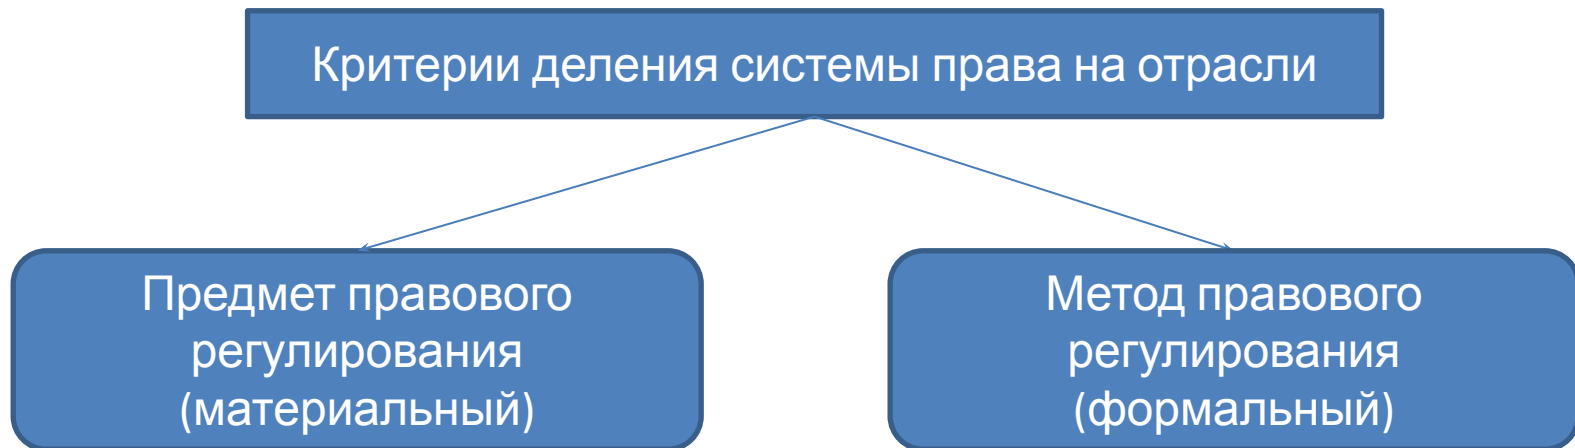 Критерии деления системы права на отрасли
Предмет правового
регулирования
(материальный)
Метод правового
регулирования
(формальный)